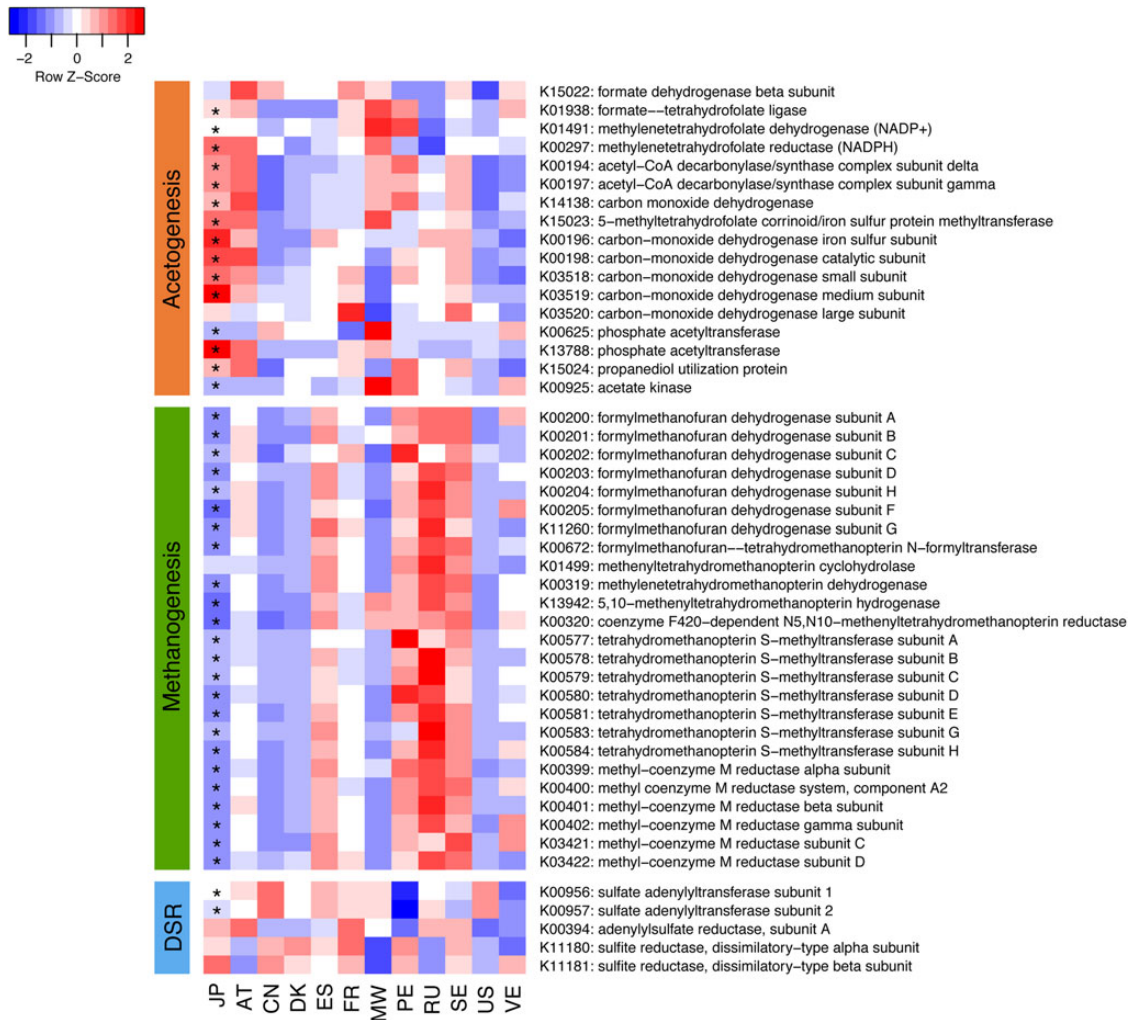 −2 0 2
Row Z−Score
Acetogenesis
* K15022: formate dehydrogenase beta subunit
* K01938: formate−−tetrahydrofolate ligase
* K01491: methylenetetrahydrofolate dehydrogenase (NADP+)
* K00297: methylenetetrahydrofolate reductase (NADPH)
* K00194: acetyl−CoA decarbonylase/synthase complex subunit delta
* K00197: acetyl−CoA decarbonylase/synthase complex subunit gamma
* K14138: carbon monoxide dehydrogenase
* K15023: 5−methyltetrahydrofolate corrinoid/iron sulfur protein methyltransferase
* K00196: carbon−monoxide dehydrogenase iron sulfur subunit
* K00198: carbon−monoxide dehydrogenase catalytic subunit
* K03518: carbon−monoxide dehydrogenase small subunit
* K03519: carbon−monoxide dehydrogenase medium subunit
K03520: carbon−monoxide dehydrogenase large subunit
* K00625: phosphate acetyltransferase
* K13788: phosphate acetyltransferase
* K15024: propanediol utilization protein
* K00925: acetate kinase
Methanogenesis
* K00200: formylmethanofuran dehydrogenase subunit A
* K00201: formylmethanofuran dehydrogenase subunit B
* K00202: formylmethanofuran dehydrogenase subunit C
* K00203: formylmethanofuran dehydrogenase subunit D
* K00204: formylmethanofuran dehydrogenase subunit H
* K00205: formylmethanofuran dehydrogenase subunit F
* K11260: formylmethanofuran dehydrogenase subunit G
* K00672: formylmethanofuran−−tetrahydromethanopterin N−formyltransferase
K01499: methenyltetrahydromethanopterin cyclohydrolase
* K00319: methylenetetrahydromethanopterin dehydrogenase
* K13942: 5,10−methenyltetrahydromethanopterin hydrogenase
* K00320: coenzyme F420−dependent N5,N10−methenyltetrahydromethanopterin reductase
* K00577: tetrahydromethanopterin S−methyltransferase subunit A
* K00578: tetrahydromethanopterin S−methyltransferase subunit B
* K00579: tetrahydromethanopterin S−methyltransferase subunit C
* K00580: tetrahydromethanopterin S−methyltransferase subunit D
* K00581: tetrahydromethanopterin S−methyltransferase subunit E
* K00583: tetrahydromethanopterin S−methyltransferase subunit G
* K00584: tetrahydromethanopterin S−methyltransferase subunit H
* K00399: methyl−coenzyme M reductase alpha subunit
* K00400: methyl coenzyme M reductase system, component A2
* K00401: methyl−coenzyme M reductase beta subunit
* K00402: methyl−coenzyme M reductase gamma subunit
* K03421: methyl−coenzyme M reductase subunit C
* K03422: methyl−coenzyme M reductase subunit D
DSR
* K00956: sulfate adenylyltransferase subunit 1
* K00957: sulfate adenylyltransferase subunit 2
K00394: adenylylsulfate reductase, subunit A
K11180: sulfite reductase, dissimilatory−type alpha subunit
K11181: sulfite reductase, dissimilatory−type beta subunit
JP AT CN DK ES FR MW PE RU SE US VE